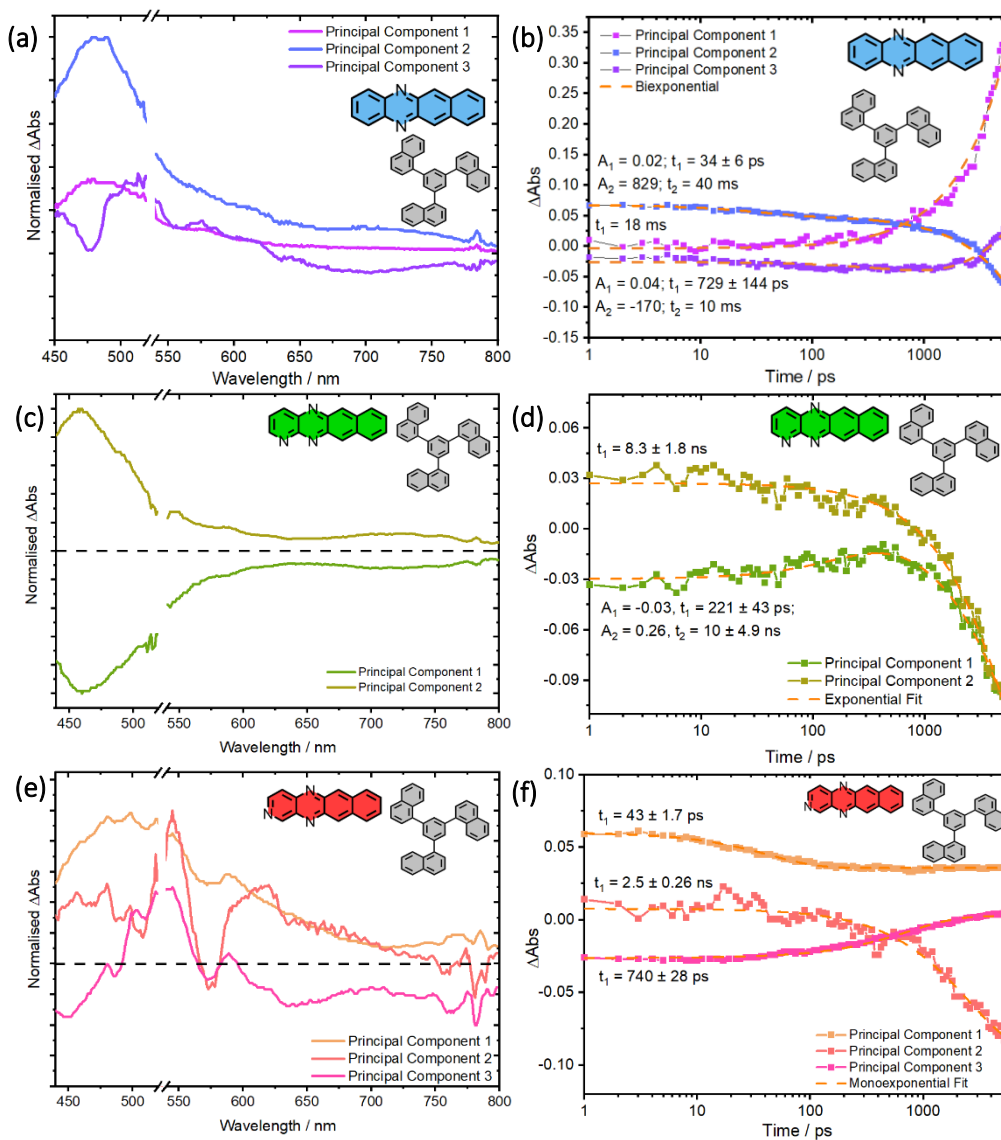 (a)
Normalised ΔAbs
Principal Component 1
Principal Component 2
Principal Component 3
N
N
450 500 550 600 650 700 750 800
Wavelength / nm
(b)
ΔAbs
0.35
0.30
0.25
0.20
0.15
0.10
0.05
0.00
-0.05
-0.10
-0.15
Principal Component 1
Principal Component 2
Principal Component 3
Biexponential
N
N
A1 = 0.02; t1 = 34 ± 6 ps
A2 = 829; t2 = 40 ms
t1 = 18 ms
A1 = 0.04; t1 = 729 ± 144 ps
A2 = -170; t2 = 10 ms
1 10 100 1000
Time / ps
(c)
Normalised ΔAbs
N
N N
Principal Component 1
Principal Component 2
450 500 550 600 650 700 750 800
Wavelength / nm
(d)
ΔAbs
0.06
0.03
0.00
-0.03
-0.06
-0.09
N
N N
t1 = 8.3 ± 1.8 ns
A1 = -0.03, t1 = 221 ± 43 ps;
A2 = 0.26, t2 = 10 ± 4.9 ns
Principal Component 1
Principal Component 2
Exponential Fit
1 10 100 1000
Time / ps
(e)
Normalised ΔAbs
N
N
N
Principal Component 1
Principal Component 2
Principal Component 3
450 500 550 600 650 700 750 800
Wavelength / nm
(f)
ΔAbs
0.10
0.05
0.00
-0.05
-0.10
N
N
N
t1 = 43 ± 1.7 ps
t1 = 2.5 ± 0.26 ns
t1 = 740 ± 28 ps
Principal Component 1
Principal Component 2
Principal Component 3
Monoexponential Fit
1 10 100 1000
Time / ps